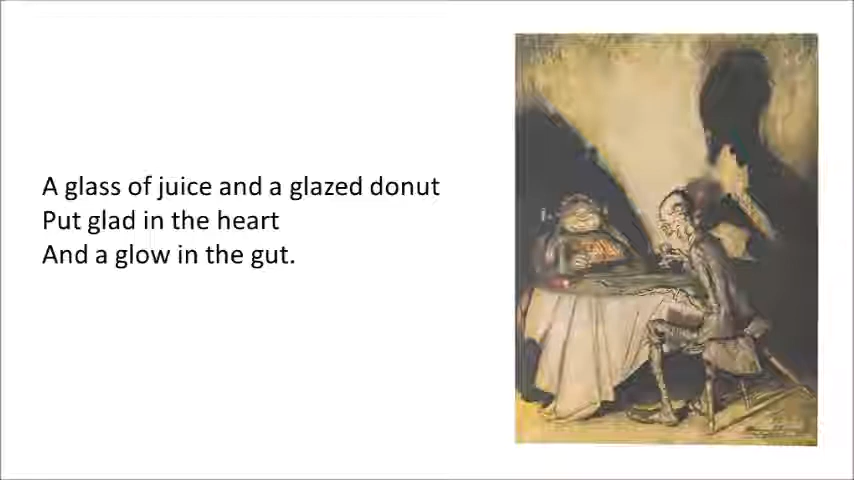 A glass of juice and a glazed donut
Put glad in the heart
And a glow in the gut.